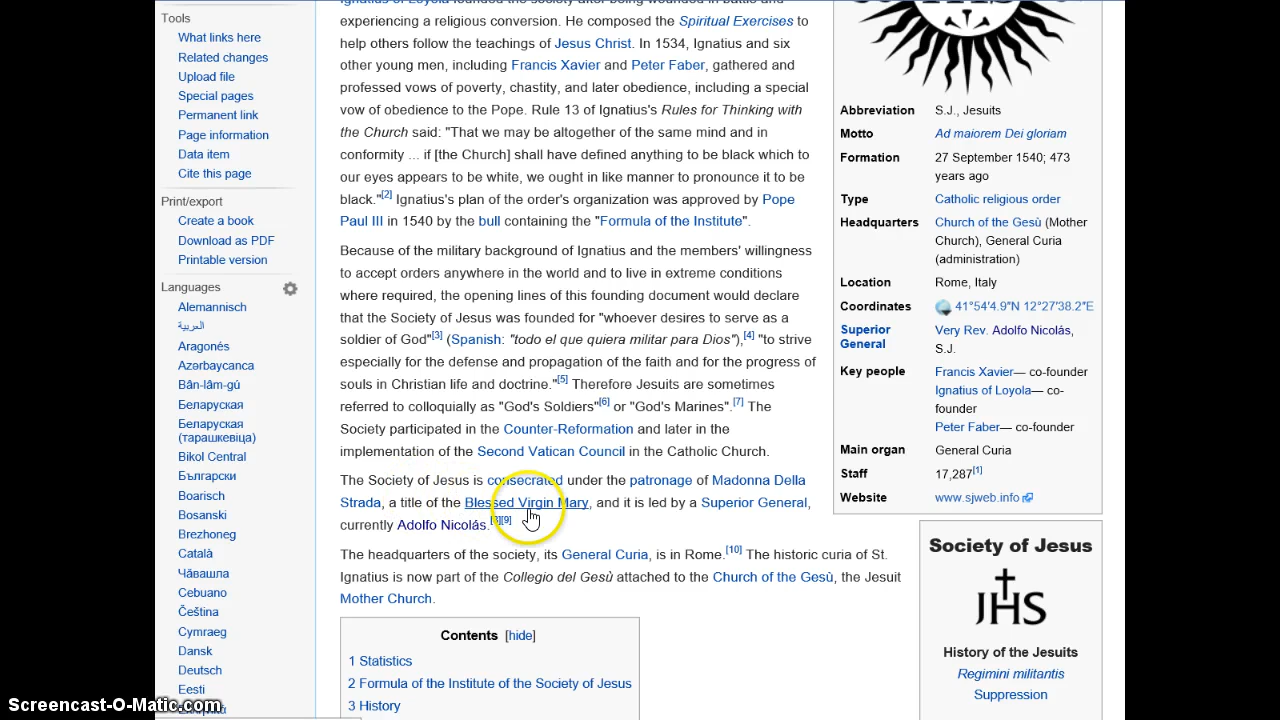 Tools
What links here
Related changes
Upload file
Special pages
Permanent link
Page information
Data item
Cite this page
Print/export
Create a book
Download as PDF
Printable version
Languages
Alemannisch
العربية
Aragonés
Azərbaycanca
Bân-lâm-gú
Беларуская
Беларуская
(тарашкевіца)
Bikol Central
Български
Boarisch
Bosanski
Brezhoneg
Català
Чӑвашла
Cebuano
Čeština
Cymraeg
Dansk
Deutsch
Eesti
Ignatius of Loyola founded the society after being wounded in battle and
experiencing a religious conversion. He composed the Spiritual Exercises to
help others follow the teachings of Jesus Christ. In 1534, Ignatius and six
other young men, including Francis Xavier and Peter Faber, gathered and
professed vows of poverty, chastity, and later obedience, including a special
vow of obedience to the Pope. Rule 13 of Ignatius's Rules for Thinking with
the Church said: "That we may be altogether of the same mind and in
conformity ... if [the Church] shall have defined anything to be black which to
our eyes appears to be white, we ought in like manner to pronounce it to be
black."[2] Ignatius's plan of the order's organization was approved by Pope
Paul III in 1540 by the bull containing the "Formula of the Institute".
Because of the military background of Ignatius and the members' willingness
to accept orders anywhere in the world and to live in extreme conditions
where required, the opening lines of this founding document would declare
that the Society of Jesus was founded for "whoever desires to serve as a
soldier of God"[3] (Spanish: "todo el que quiera militar para Dios"),[4] "to strive
especially for the defense and propagation of the faith and for the progress of
souls in Christian life and doctrine."[5] Therefore Jesuits are sometimes
referred to colloquially as "God's Soldiers"[6] or "God's Marines".[7] The
Society participated in the Counter-Reformation and later in the
implementation of the Second Vatican Council in the Catholic Church.
The Society of Jesus is consecrated under the patronage of Madonna Della
Strada, a title of the Blessed Virgin Mary, and it is led by a Superior General,
currently Adolfo Nicolás.[8][9]
The headquarters of the society, its General Curia, is in Rome.[10] The historic curia of St.
Ignatius is now part of the Collegio del Gesù attached to the Church of the Gesù, the Jesuit
Mother Church.
Contents [hide]
1 Statistics
2 Formula of the Institute of the Society of Jesus
3 History
Abbreviation S.J., Jesuits
Motto Ad maiorem Dei gloriam
Formation 27 September 1540; 473
years ago
Type Catholic religious order
Headquarters Church of the Gesù (Mother
Church), General Curia
(administration)
Location Rome, Italy
Coordinates 41°54′4.9″N 12°27′38.2″E
Superior General Very Rev. Adolfo Nicolás,
S.J.
Key people Francis Xavier— co-founder
Ignatius of Loyola— co-
founder
Peter Faber— co-founder
Main organ General Curia
Staff 17,287[1]
Website www.sjweb.info
Society of Jesus
JHS
History of the Jesuits
Regimini militantis
Suppression
Screencast-O-Matic.com